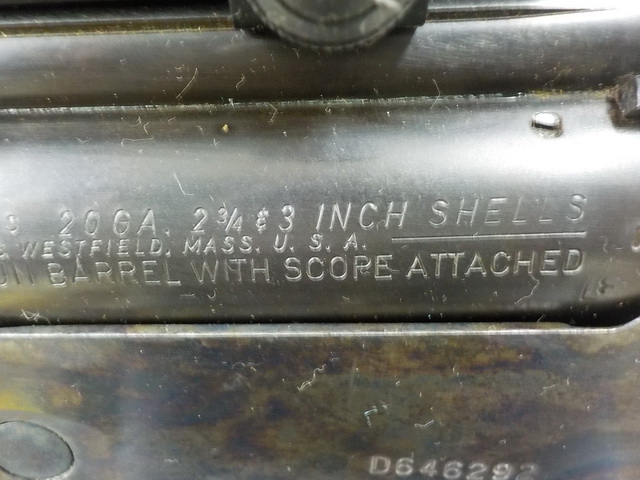 20GA. 2¾ & 3 INCH SHELLS
WESTFIELD, MASS. U. S. A.
BARREL WITH SCOPE ATTACHED
D646292